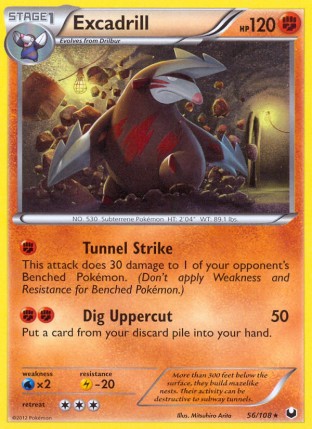 STAGE1 Excadrill HP120
Evolves from Drilbur
NO. 530 Subterrene Pokémon HT: 2'04" WT: 89.1 lbs.
Tunnel Strike
This attack does 30 damage to 1 of your opponent's
Benched Pokémon. (Don't apply Weakness and
Resistance for Benched Pokémon.)
Dig Uppercut 50
Put a card from your discard pile into your hand.
weakness resistance
×2 -20
retreat
More than 300 feet below the
surface, they build mazelike
nests. Their activity can be
destructive to subway tunnels.
©2012 Pokémon Illus. Mitsuhiro Arita 56/108 ★